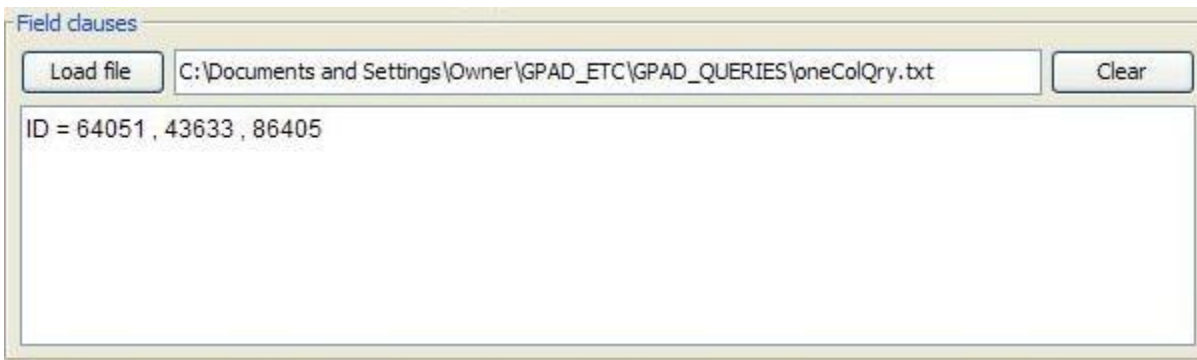 Field clauses
Load file C:\Documents and Settings\Owner\GPAD_ETC\GPAD_QUERIES\oneColQry.txt Clear
ID = 64051 , 43633 , 86405